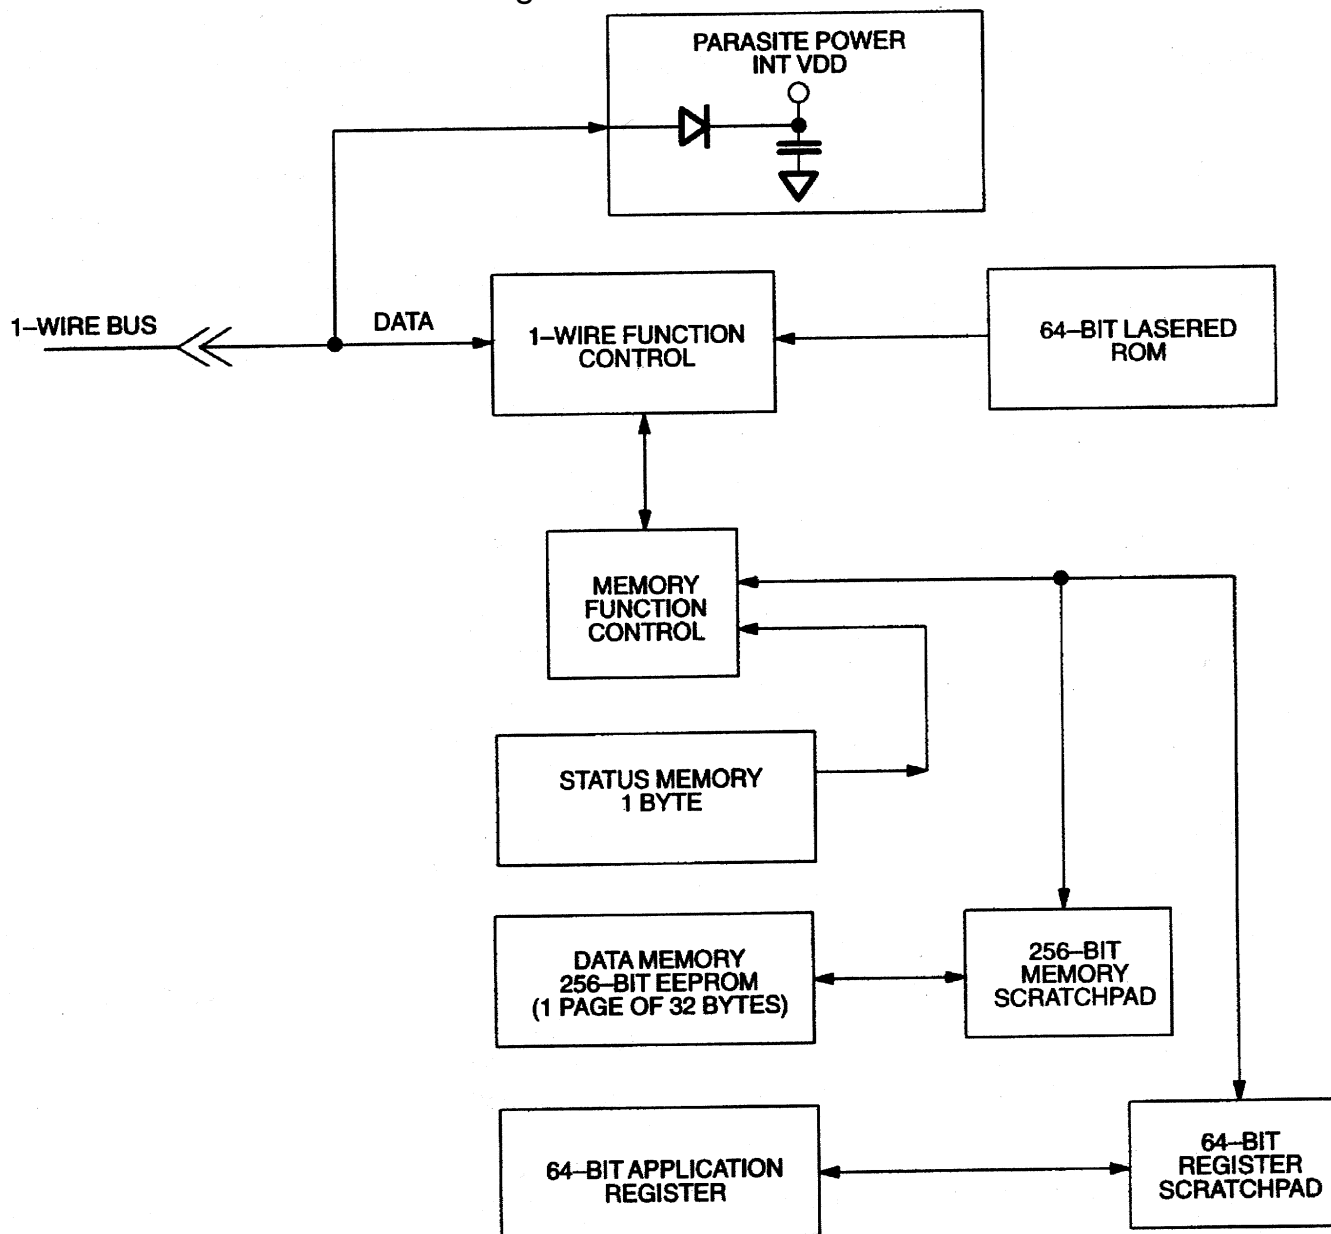 PARASITE POWER
INT VDD
1–WIRE BUS
DATA
1–WIRE FUNCTION
CONTROL
64–BIT LASERED
ROM
MEMORY
FUNCTION
CONTROL
STATUS MEMORY
1 BYTE
DATA MEMORY
256–BIT EEPROM
(1 PAGE OF 32 BYTES)
256–BIT
MEMORY
SCRATCHPAD
64–BIT APPLICATION
REGISTER
64–BIT
REGISTER
SCRATCHPAD